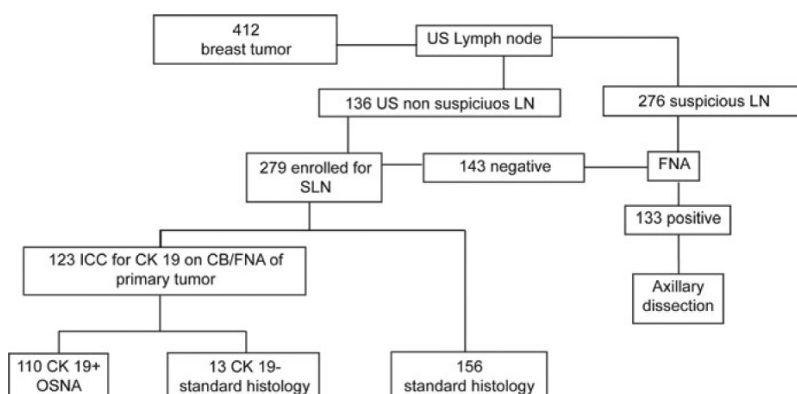 412
breast tumor
US Lymph node
136 US non suspiciuos LN
276 suspicious LN
279 enrolled for
SLN
143 negative
FNA
133 positive
123 ICC for CK 19 on CB/FNA of
primary tumor
Axillary
dissection
110 CK 19+
OSNA
13 CK 19-
standard histology
156
standard histology